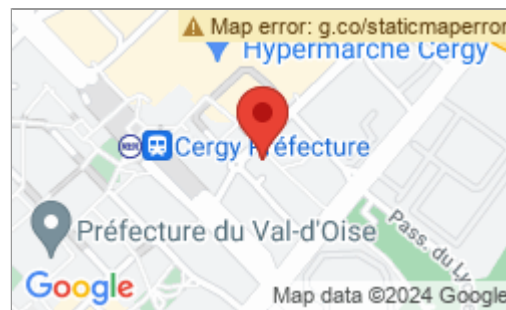 Map error: g.co/staticmaperror
Hypermarché Cergy
RER
Cergy Préfecture
Préfecture du Val-d'Oise
Pass. du Ly
Google
Map data ©2024 Google